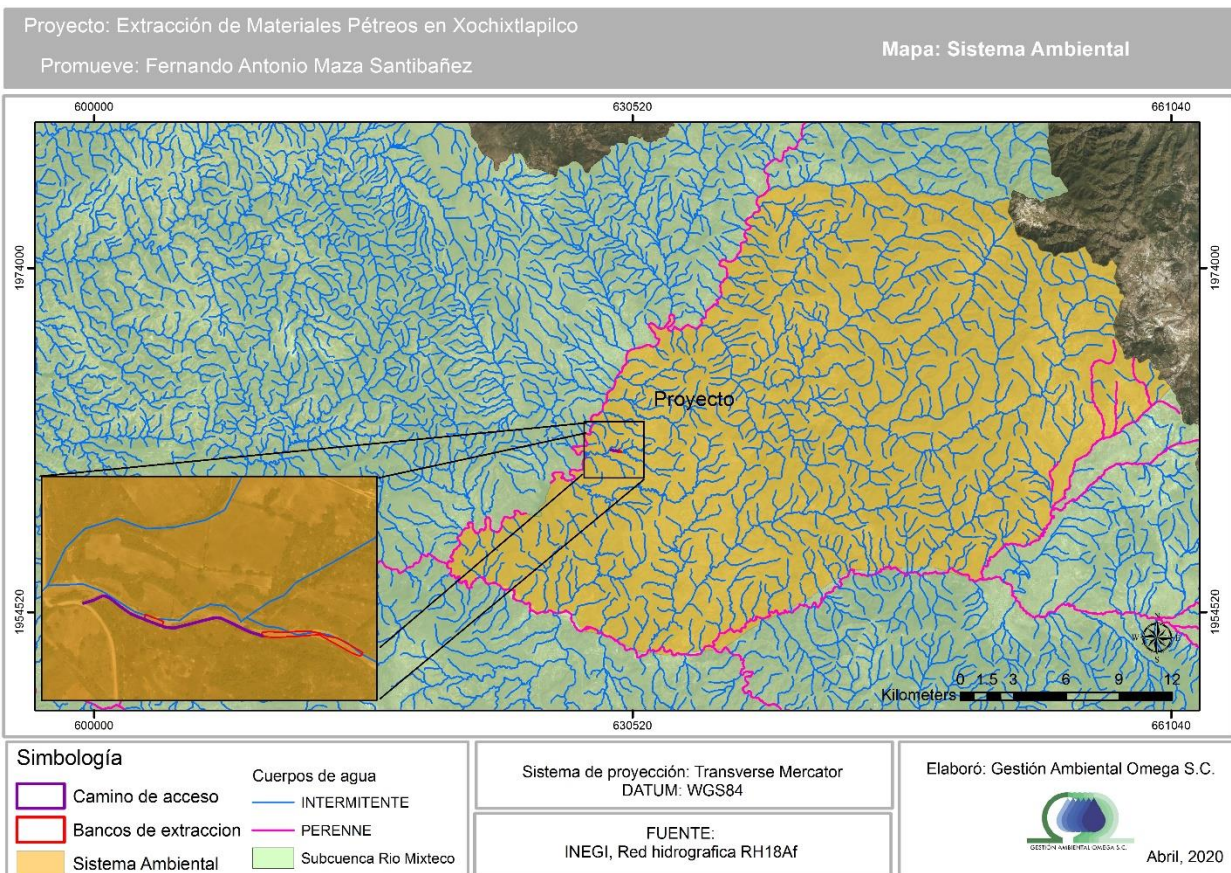 Proyecto: Extracción de Materiales Pétreos en Xochixtlapilco
Promueve: Fernando Antonio Maza Santibañez
Mapa: Sistema Ambiental
600000
630520
661040
1974000
1974000
Proyecto
1954520
1954520
N
W
E
S
Kilometers
0 1.5 3 6 9 12
600000
630520
661040
Simbología
Camino de acceso
Bancos de extraccion
Sistema Ambiental
Cuerpos de agua
INTERMITENTE
PERENNE
Subcuenca Rio Mixteco
Sistema de proyección: Transverse Mercator
DATUM: WGS84
FUENTE:
INEGI, Red hidrografica RH18Af
Elaboró: Gestión Ambiental Omega S.C.
GESTIÓN AMBIENTAL OMEGA S.C.
Abril, 2020